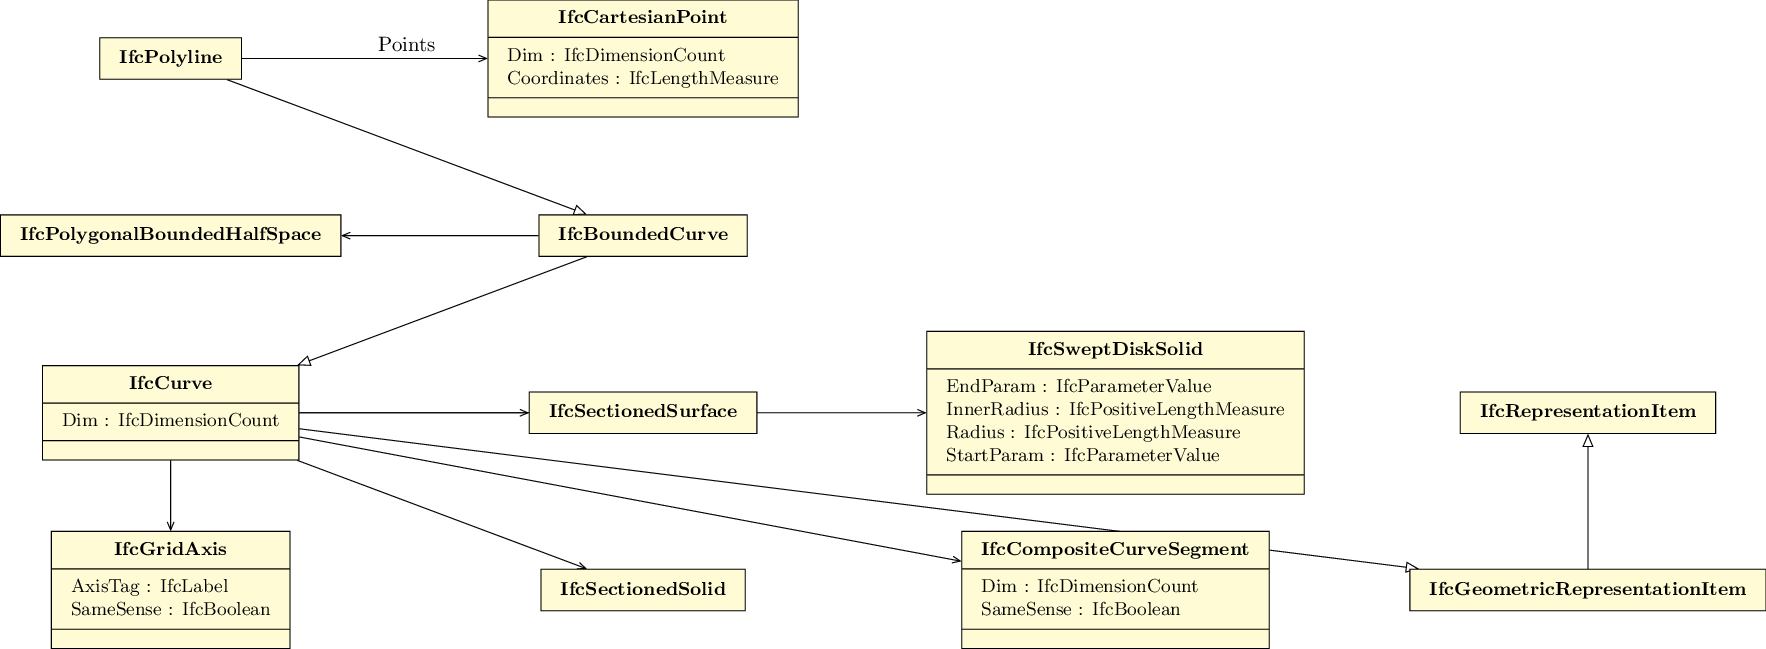 IfcCartesianPoint
Points
IfcPolyline
Dim : IfcDimensionCount
Coordinates : IfcLengthMeasure
IfcPolygonalBoundedHalfSpace
IfcBoundedCurve
IfcSweptDiskSolid
IfcCurve
EndParam : IfcParameterValue
InnerRadius : IfcPositiveLengthMeasure
Radius : IfcPositiveLengthMeasure
StartParam : IfcParameterValue
Dim : IfcDimensionCount
IfcSectionedSurface
IfcRepresentationItem
IfcGridAxis
AxisTag : IfcLabel
SameSense : IfcBoolean
IfcSectionedSolid
IfcCompositeCurveSegment
Dim : IfcDimensionCount
SameSense : IfcBoolean
IfcGeometricRepresentationItem